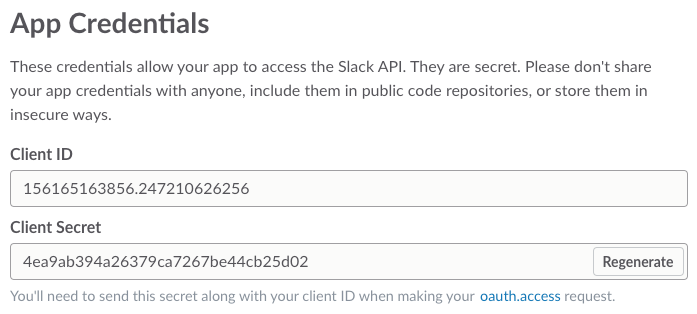 App Credentials
These credentials allow your app to access the Slack API. They are secret. Please don't share
your app credentials with anyone, include them in public code repositories, or store them in
insecure ways.
Client ID
156165163856.247210626256
Client Secret
4ea9ab394a26379ca7267be44cb25d02
Regenerate
You'll need to send this secret along with your client ID when making your oauth.access request.